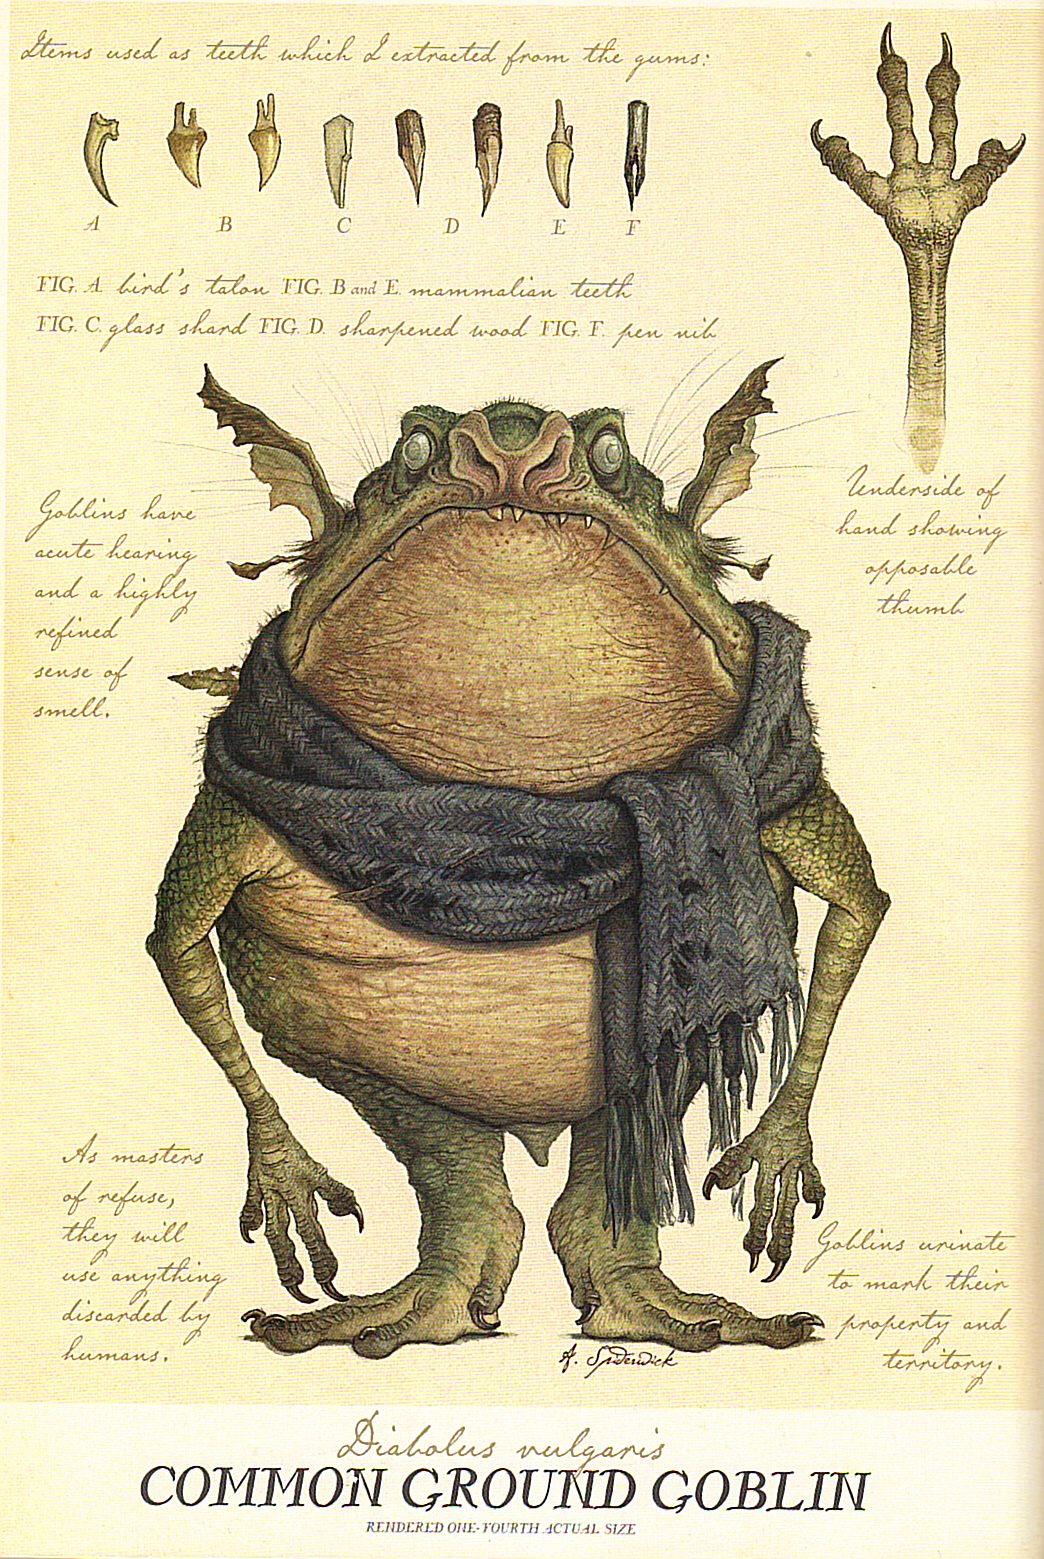 Items used as teeth which I extracted from the gums:
A B C D E F
FIG. A. bird's talon FIG. B and E. mammalian teeth
FIG. C. glass shard FIG. D. sharpened wood FIG. F. pen nib
Underside of
hand showing
opposable
thumb
Goblins have
acute hearing
and a highly
refined
sense of
smell.
As masters
of refuse,
they will
use anything
discarded by
humans.
Goblins urinate
to mark their
property and
territory.
A. Spiderwick
Diabolus vulgaris
COMMON GROUND GOBLIN
RENDERED ONE-FOURTH ACTUAL SIZE